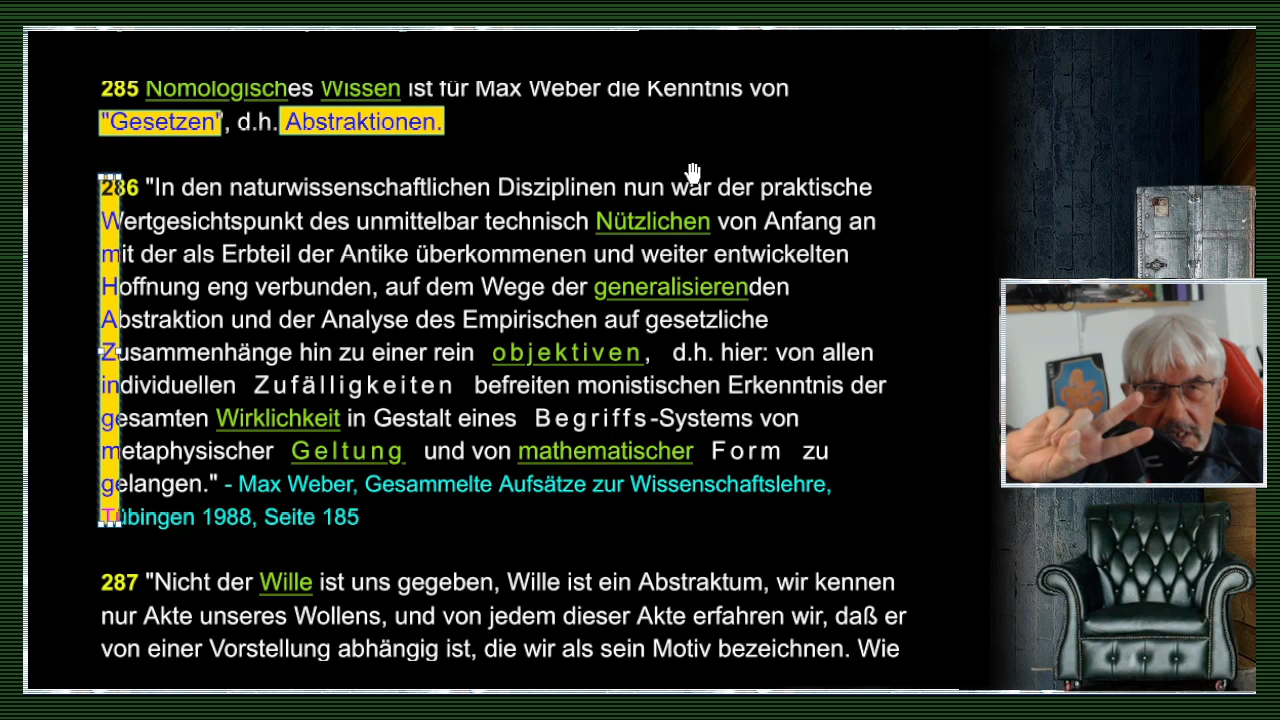 285 Nomologisches Wissen ist für Max Weber die Kenntnis von
"Gesetzen", d.h. Abstraktionen.
286 "In den naturwissenschaftlichen Disziplinen nun war der praktische
Wertgesichtspunkt des unmittelbar technisch Nützlichen von Anfang an
mit der als Erbteil der Antike überkommenen und weiter entwickelten
Hoffnung eng verbunden, auf dem Wege der generalisierenden
Abstraktion und der Analyse des Empirischen auf gesetzliche
Zusammenhänge hin zu einer rein objektiven, d.h. hier: von allen
individuellen Zufälligkeiten befreiten monistischen Erkenntnis der
gesamten Wirklichkeit in Gestalt eines Begriffs-Systems von
metaphysischer Geltung und von mathematischer Form zu
gelangen." - Max Weber, Gesammelte Aufsätze zur Wissenschaftslehre,
Tübingen 1988, Seite 185
287 "Nicht der Wille ist uns gegeben, Wille ist ein Abstraktum, wir kennen
nur Akte unseres Wollens, und von jedem dieser Akte erfahren wir, daß er
von einer Vorstellung abhängig ist, die wir als sein Motiv bezeichnen. Wie